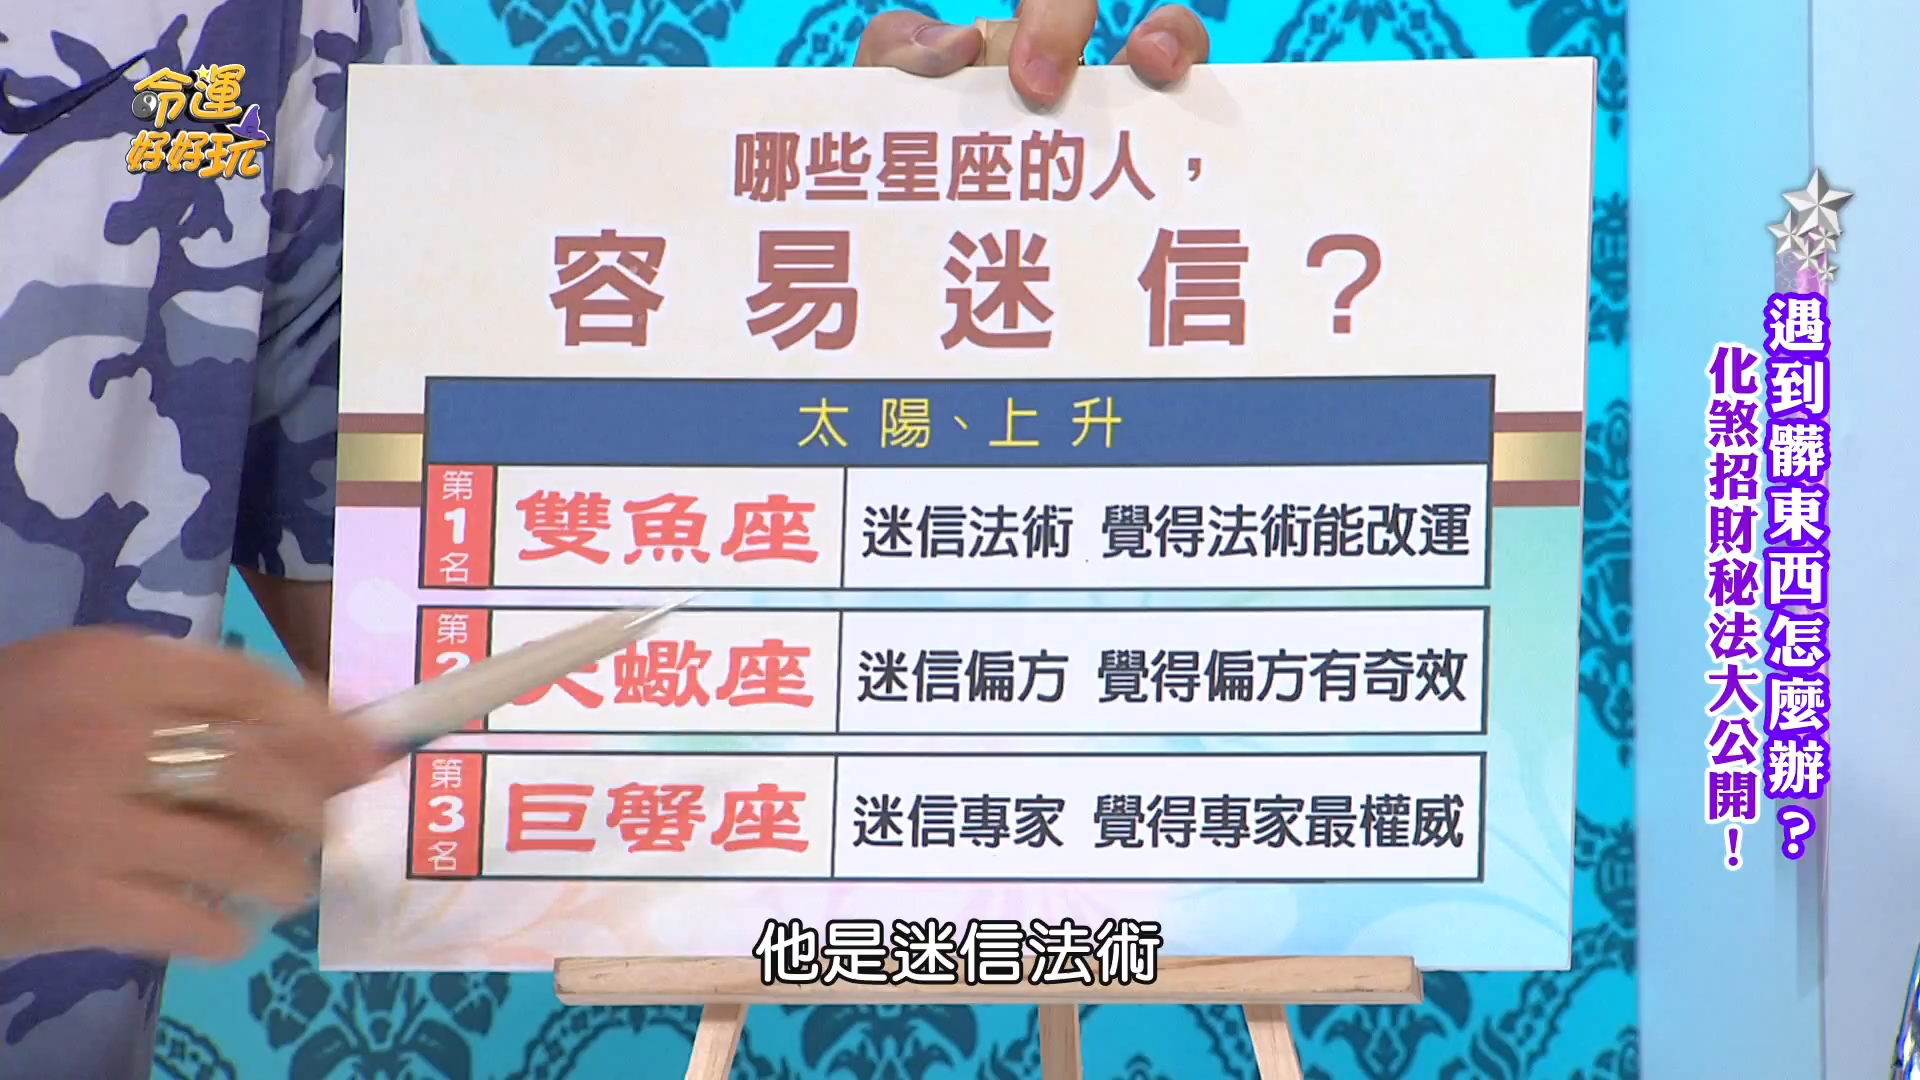 命運
好好玩
哪些星座的人，
容易迷信？
太陽、上升
第1名 雙魚座 迷信法術 覺得法術能改運
第2名 天蠍座 迷信偏方 覺得偏方有奇效
第3名 巨蟹座 迷信專家 覺得專家最權威
遇到髒東西怎麼辦？
化煞招財秘法大公開！
他是迷信法術